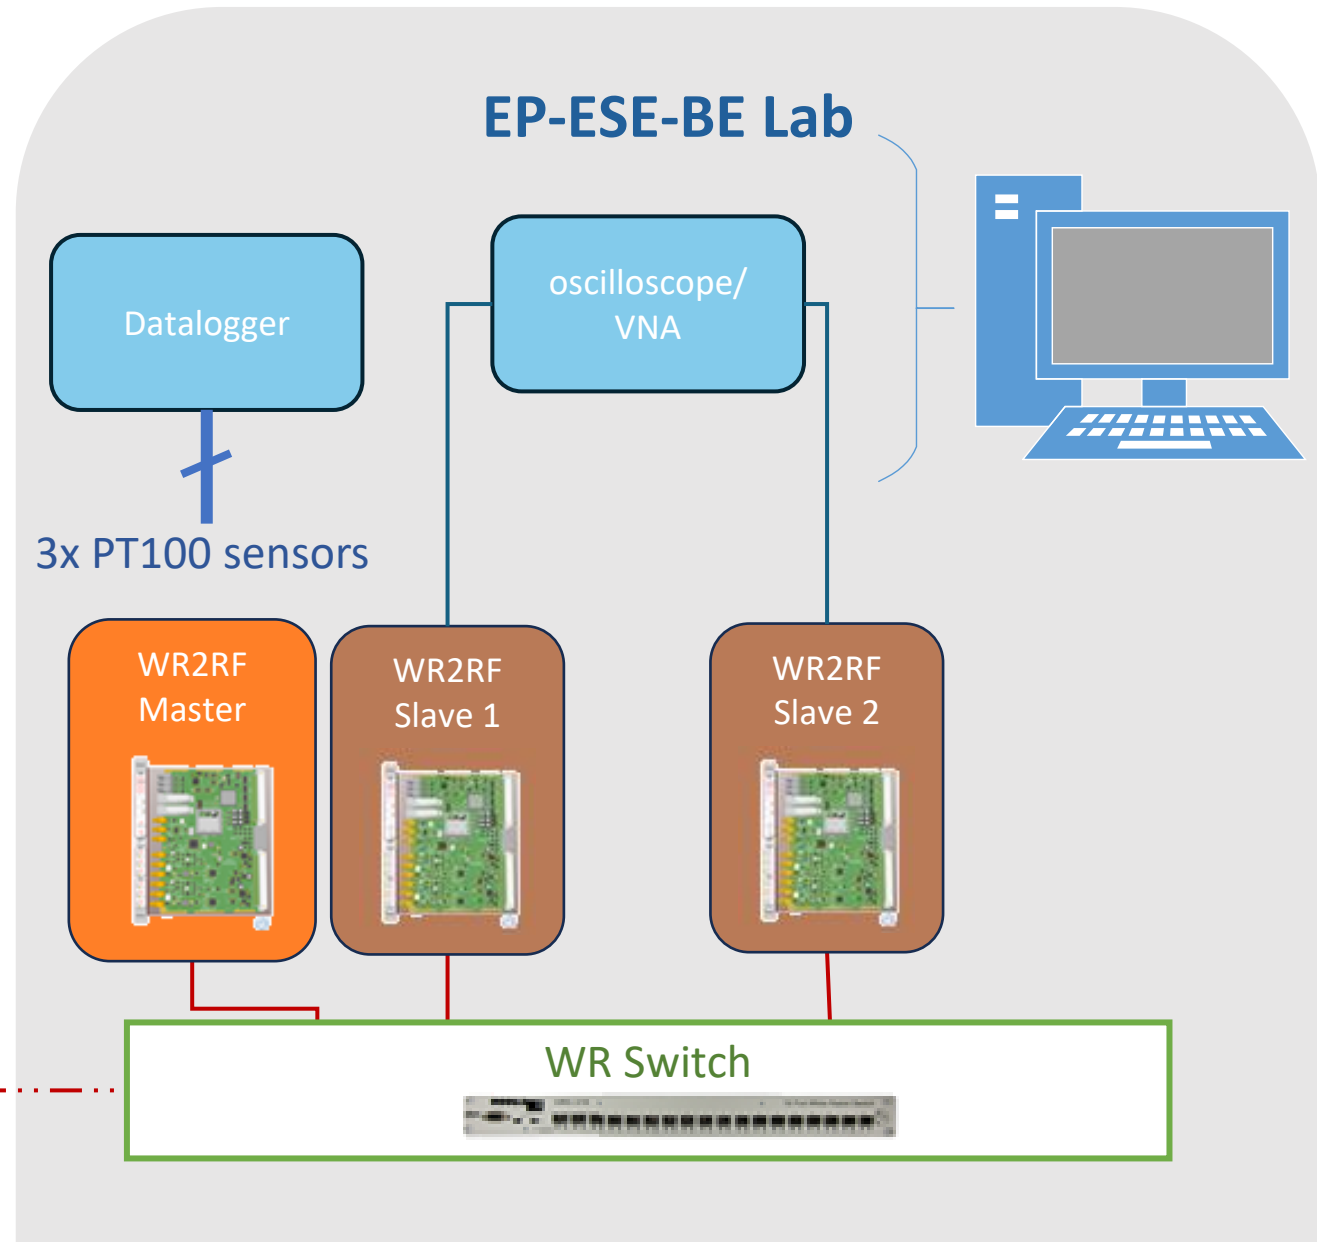 EP-ESE-BE Lab
Datalogger
oscilloscope/
VNA
3x PT100 sensors
WR2RF
Master
WR2RF
Slave 1
WR2RF
Slave 2
WR Switch